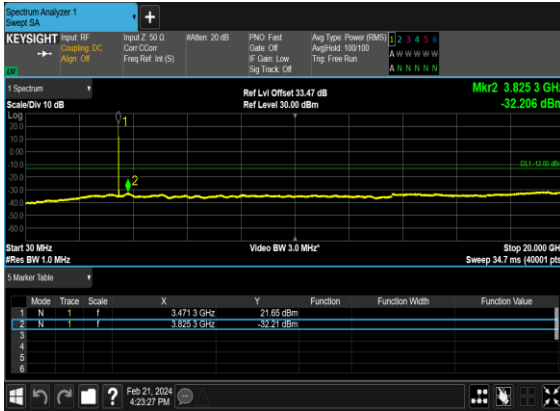 Spectrum Analyzer 1
Swept SA
+
KEYSIGHT Input: RF Input Z: 50 Ω #Atten: 20 dB PNO: Fast Avg Type: Power (RMS) 1 2 3 4 5 6
Coupling: DC Corr CCorr Gate: Off Avg|Hold: 100/100 A W W W W W
Align: Off Freq Ref: Int (S) IF Gain: Low Trig: Free Run
Sig Track: Off A N N N N N
1 Spectrum Ref Lvl Offset 33.47 dB Mkr2 3.825 3 GHz
Scale/Div 10 dB Ref Level 30.00 dBm -32.206 dBm
Log
20.0
10.0
0.00
-10.0
-20.0
-30.0
-40.0
-50.0
-60.0
1
2
DL1 -13.00 dBm
Start 30 MHz Video BW 3.0 MHz* Stop 20.000 GHz
#Res BW 1.0 MHz Sweep 34.7 ms (40001 pts)
5 Marker Table
Mode Trace Scale X Y Function Function Width Function Value
1 N 1 f 3.471 3 GHz 21.65 dBm
2 N 1 f 3.825 3 GHz -32.21 dBm
3
4
5
6
? Feb 21, 2024
4:23:27 PM